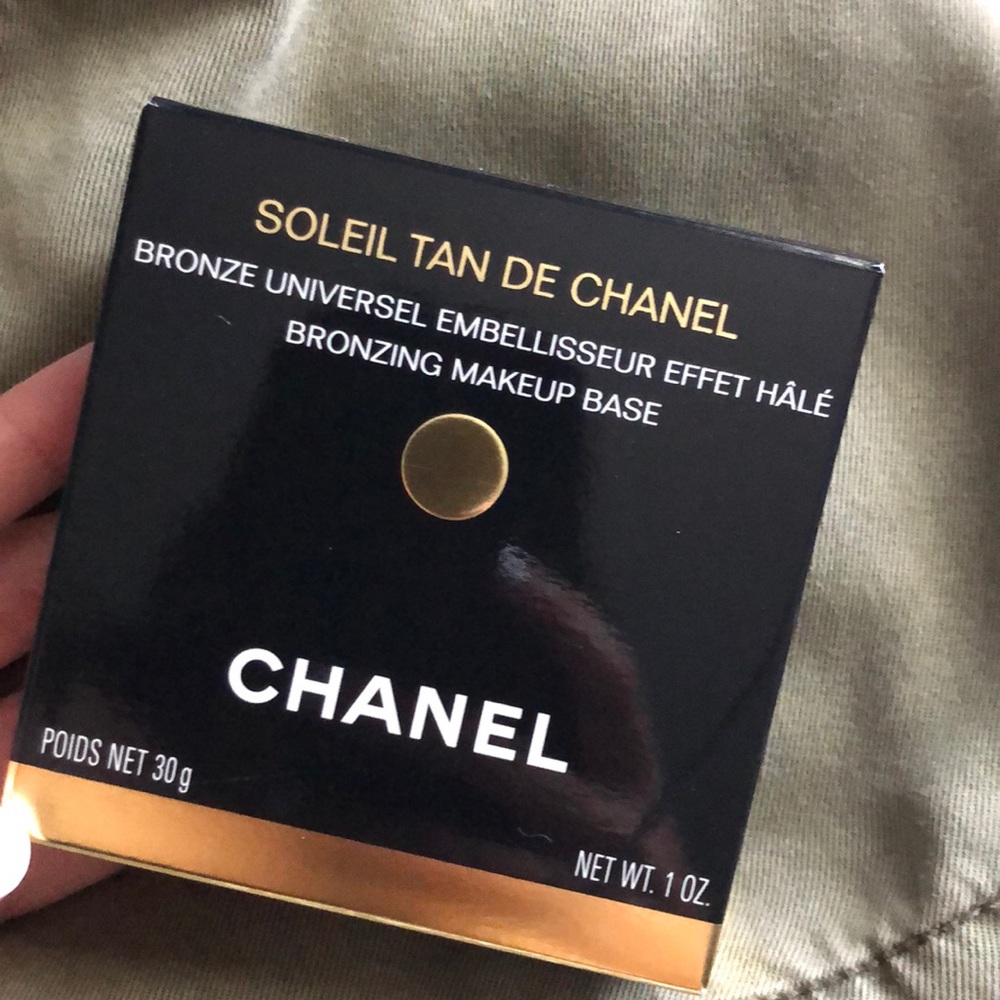 SOLEIL TAN DE CHANEL
BRONZE UNIVERSEL EMBELLISSEUR EFFET HÂLÉ
BRONZING MAKEUP BASE
CHANEL
POIDS NET 30 g
NET WT. 1 OZ.